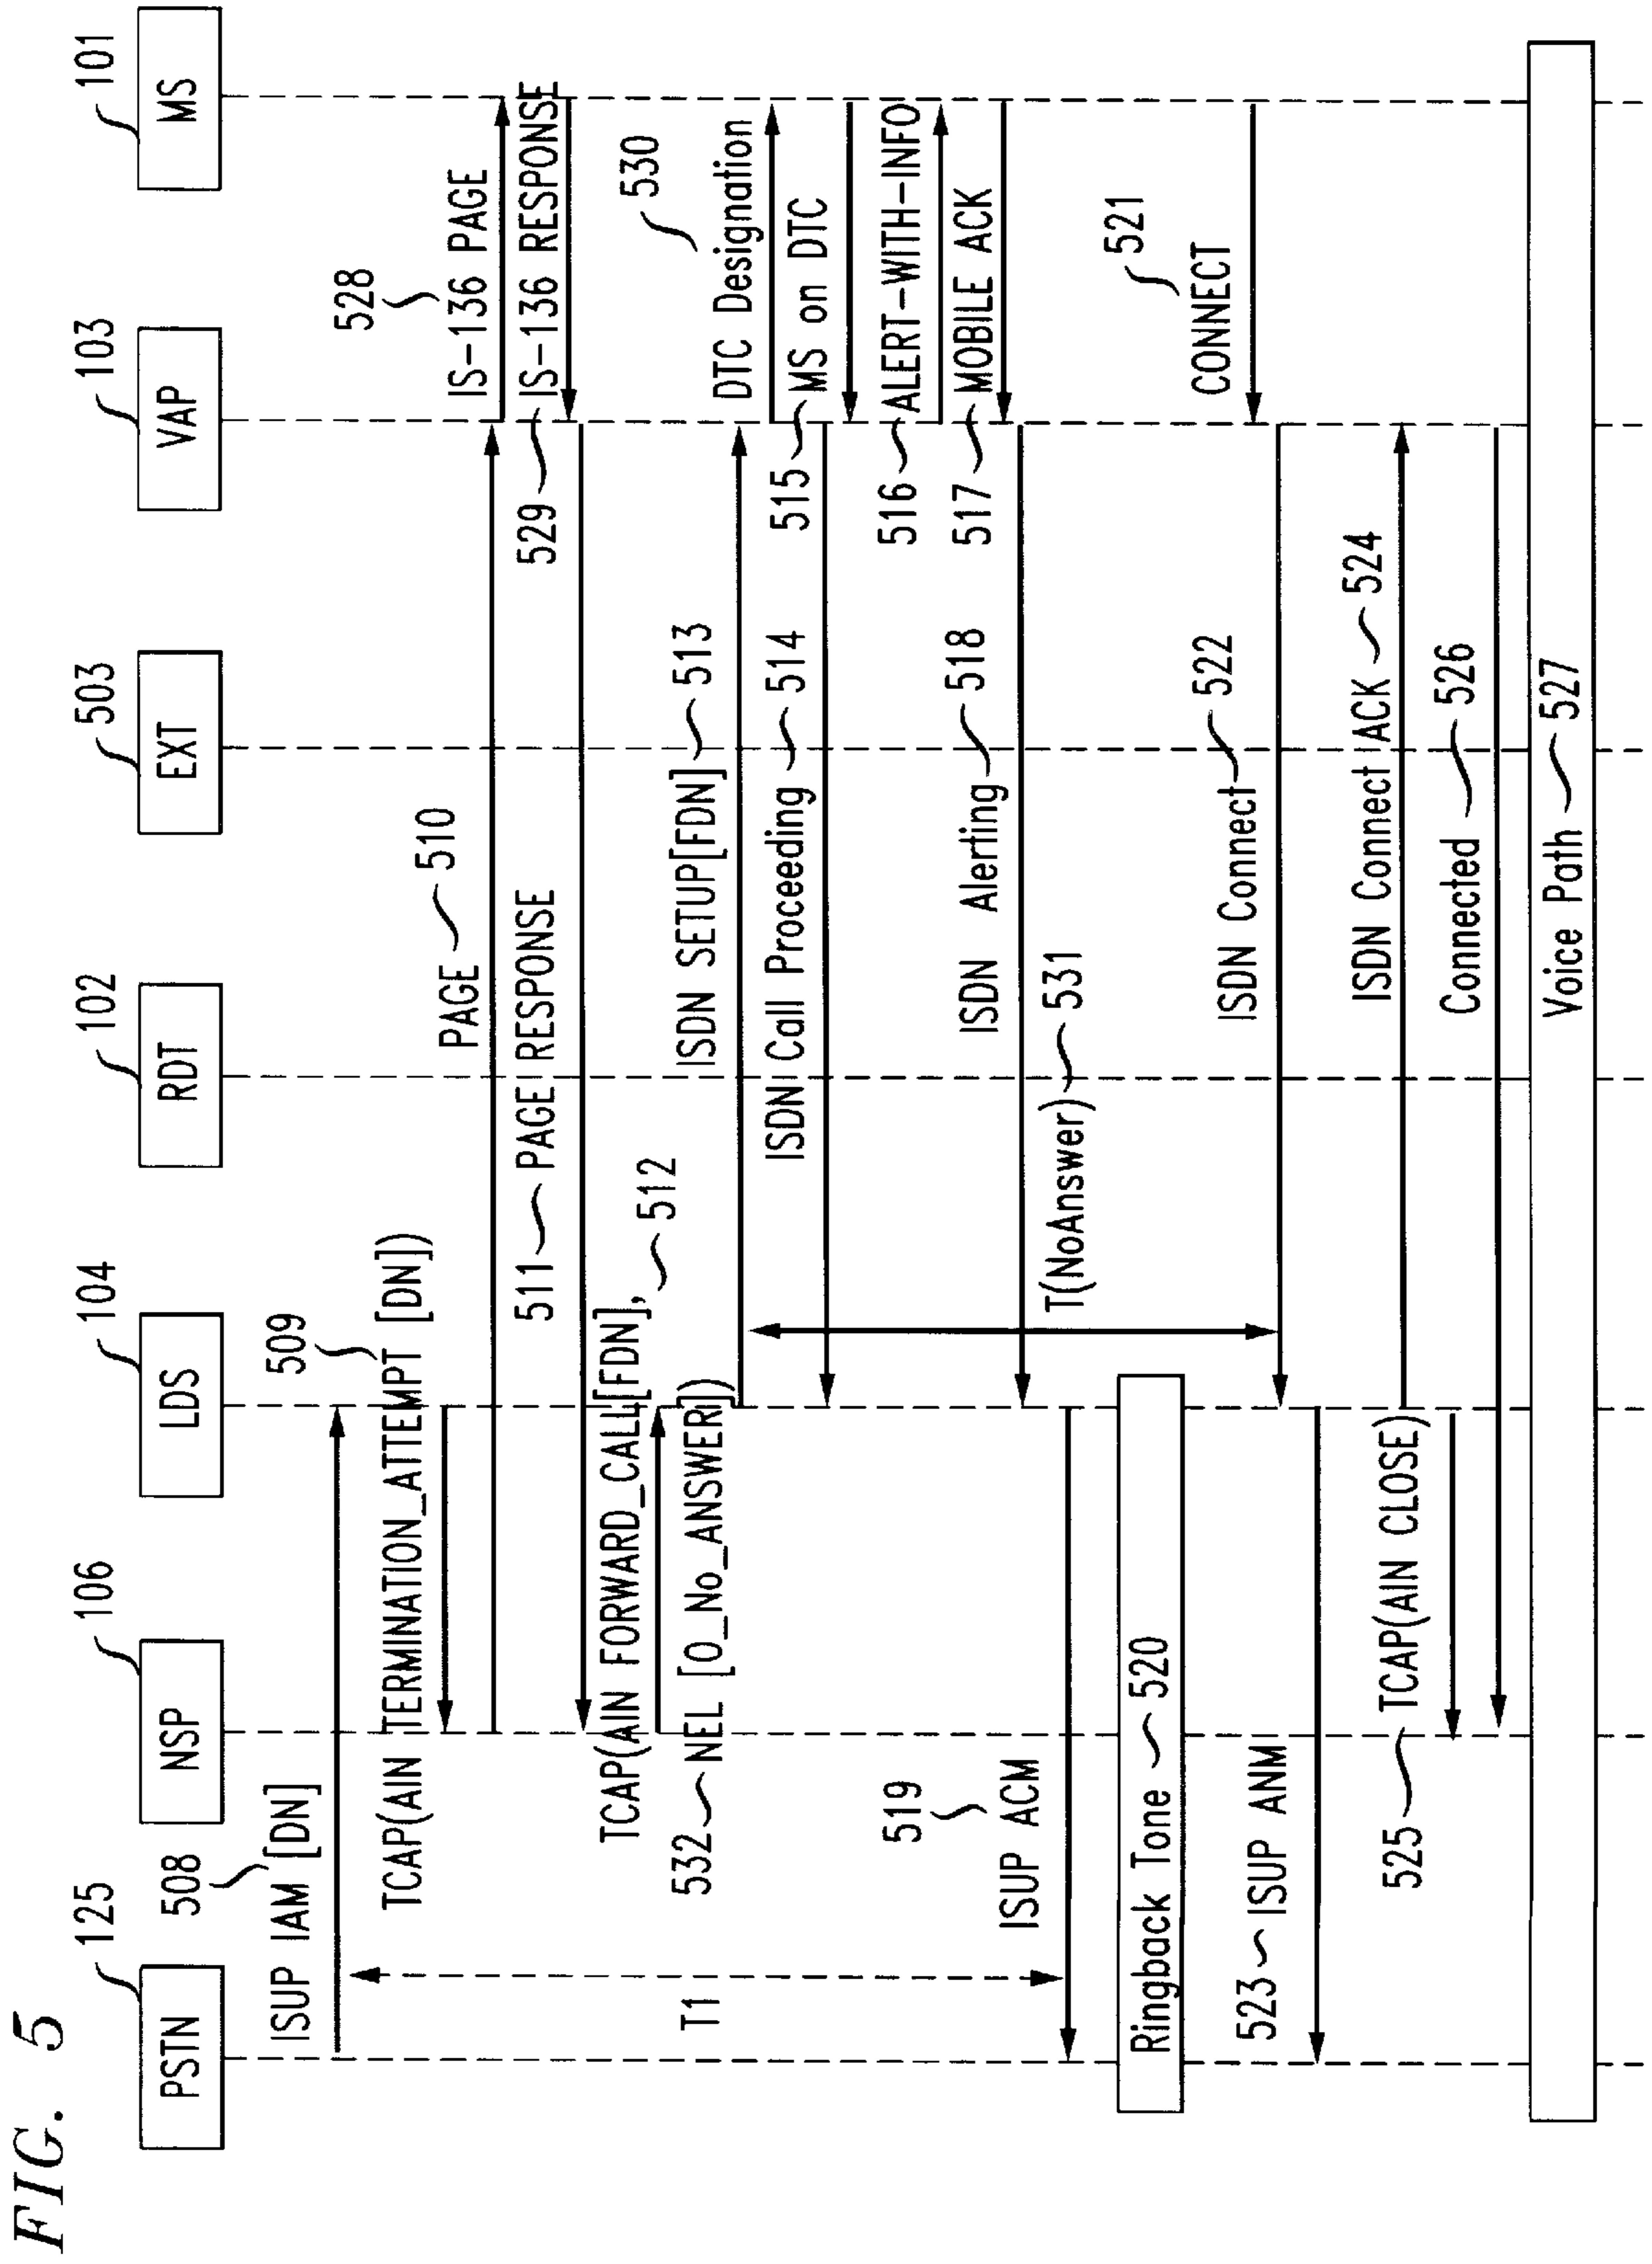 FIG. 5
125
106
104
102
503
103
101
PSTN
NSP
LDS
RDT
EXT
VAP
MS
508
ISUP IAM [DN]
509
TCAP(AIN TERMINATION_ATTEMPT [DN])
PAGE 510
528
IS-136 PAGE
529 IS-136 RESPONSE
511 PAGE RESPONSE
TCAP(AIN FORWARD_CALL[FDN], 512
532 NEL [O_No_ANSWER])
ISDN SETUP[FDN] 513
530
DTC Designation
ISDN Call Proceeding 514
515 MS on DTC
516 ALERT-WITH-INFO
517 MOBILE ACK
ISDN Alerting 518
T1
519
ISUP ACM
T(NoAnswer) 531
Ringback Tone 520
521
CONNECT
ISDN Connect 522
523 ISUP ANM
ISDN Connect ACK 524
525 TCAP(AIN CLOSE)
Connected 526
Voice Path 527